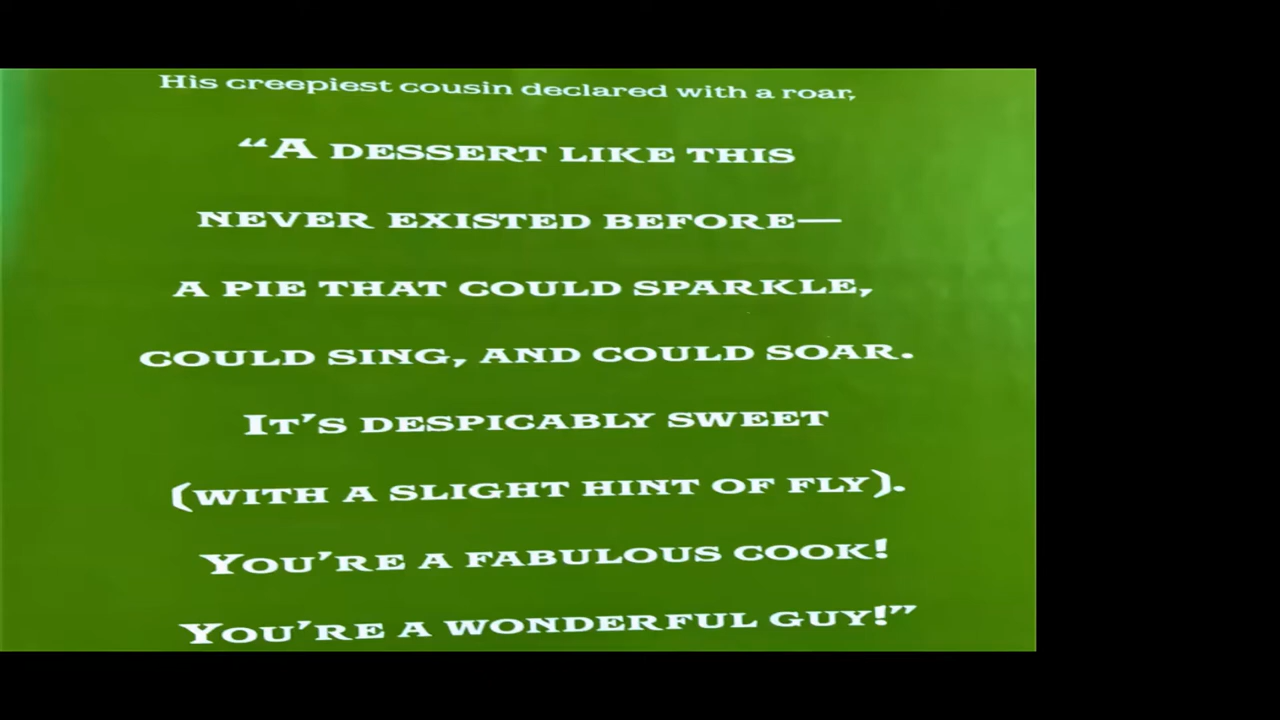 His creepiest cousin declared with a roar,
“A DESSERT LIKE THIS
NEVER EXISTED BEFORE—
A PIE THAT COULD SPARKLE,
COULD SING, AND COULD SOAR.
IT’S DESPICABLY SWEET
(WITH A SLIGHT HINT OF FLY).
YOU’RE A FABULOUS COOK!
YOU’RE A WONDERFUL GUY!”